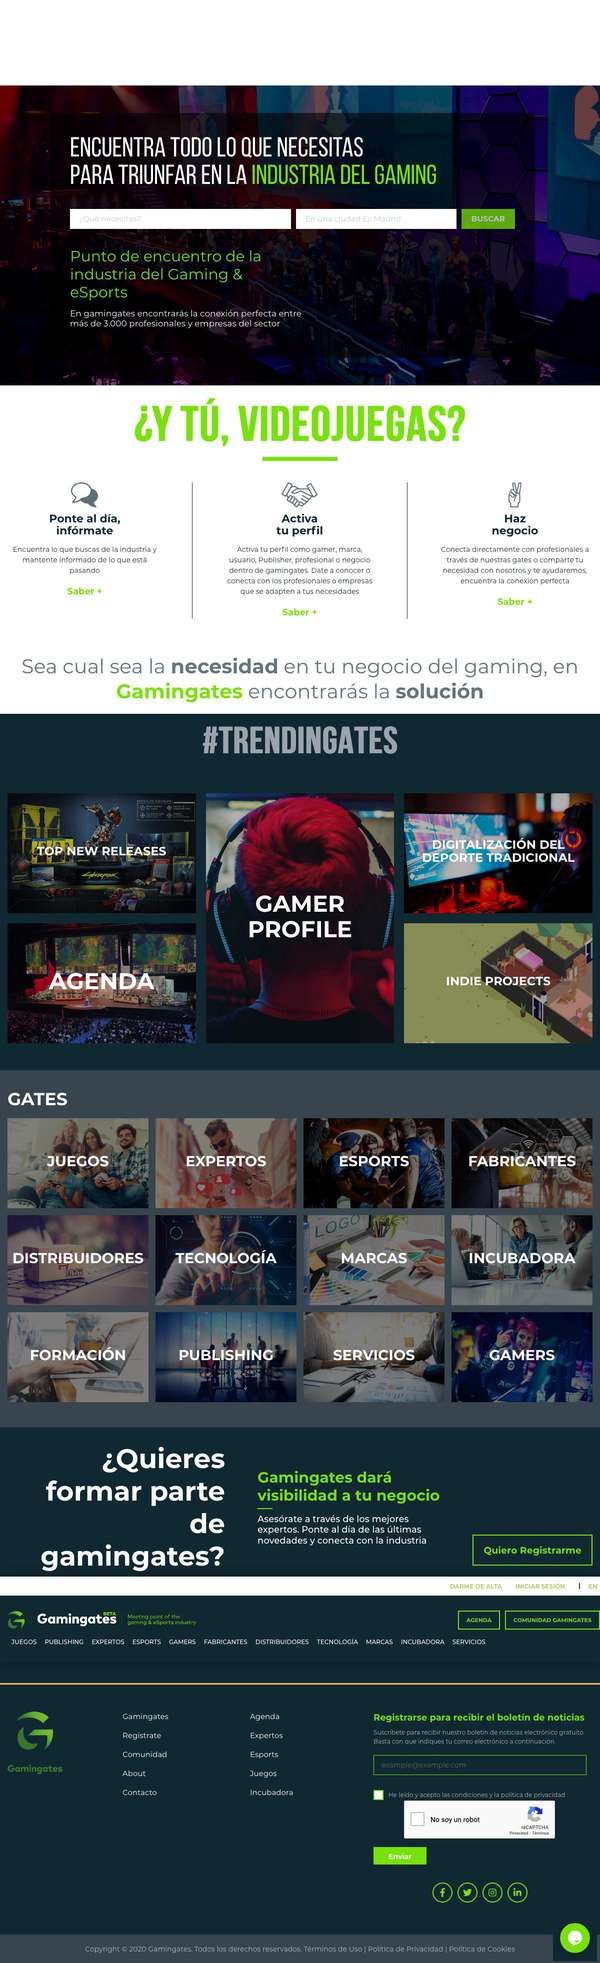 ENCUENTRA TODO LO QUE NECESITAS
PARA TRIUNFAR EN LA INDUSTRIA DEL GAMING
¿Qué necesitas?
En una ciudad Ej: Madrid
BUSCAR
Punto de encuentro de la
industria del Gaming &
eSports
En gamingates encontrarás la conexión perfecta entre
más de 3.000 profesionales y empresas del sector
¿Y TÚ, VIDEOJUEGAS?
Ponte al día,
infórmate
Encuentra lo que buscas de la industria y
mantente informado de lo que está
pasando
Saber +
Activa
tu perfil
Activa tu perfil como gamer, marca,
usuario, Publisher, profesional o negocio
dentro de gamingates. Date a conocer o
conecta con los profesionales o empresas
que se adapten a tus necesidades
Saber +
Haz
negocio
Conecta directamente con profesionales a
través de nuestras gates o comparte tu
necesidad con nosotros y te ayudaremos,
encuentra la conexión perfecta
Saber +
Sea cual sea la necesidad en tu negocio del gaming, en
Gamingates encontrarás la solución
#TRENDINGATES
TOP NEW RELEASES
GAMER
PROFILE
DIGITALIZACIÓN DEL
DEPORTE TRADICIONAL
AGENDA
INDIE PROJECTS
GATES
JUEGOS
EXPERTOS
ESPORTS
FABRICANTES
DISTRIBUIDORES
TECNOLOGÍA
MARCAS
INCUBADORA
FORMACIÓN
PUBLISHING
SERVICIOS
GAMERS
¿Quieres
formar parte
de
gamingates?
Gamingates dará
visibilidad a tu negocio
Asesórate a través de los mejores
expertos. Ponte al día de las últimas
novedades y conecta con la industria
Quiero Registrarme
DARME DE ALTA INICIAR SESIÓN | EN
Gamingates BETA
Meeting point of the
gaming & eSports industry
AGENDA
COMUNIDAD GAMINGATES
JUEGOS PUBLISHING EXPERTOS ESPORTS GAMERS FABRICANTES DISTRIBUIDORES TECNOLOGÍA MARCAS INCUBADORA SERVICIOS
Gamingates
Gamingates
Regístrate
Comunidad
About
Contacto
Agenda
Expertos
Esports
Juegos
Incubadora
Registrarse para recibir el boletín de noticias
Suscríbete para recibir nuestro boletín de noticias electrónico gratuito.
Basta con que indiques tu correo electrónico a continuación.
example@example.com
He leído y acepto las condiciones y la política de privacidad
No soy un robot
reCAPTCHA
Privacidad - Términos
Enviar
Copyright © 2020 Gamingates. Todos los derechos reservados. Términos de Uso | Política de Privacidad | Política de Cookies